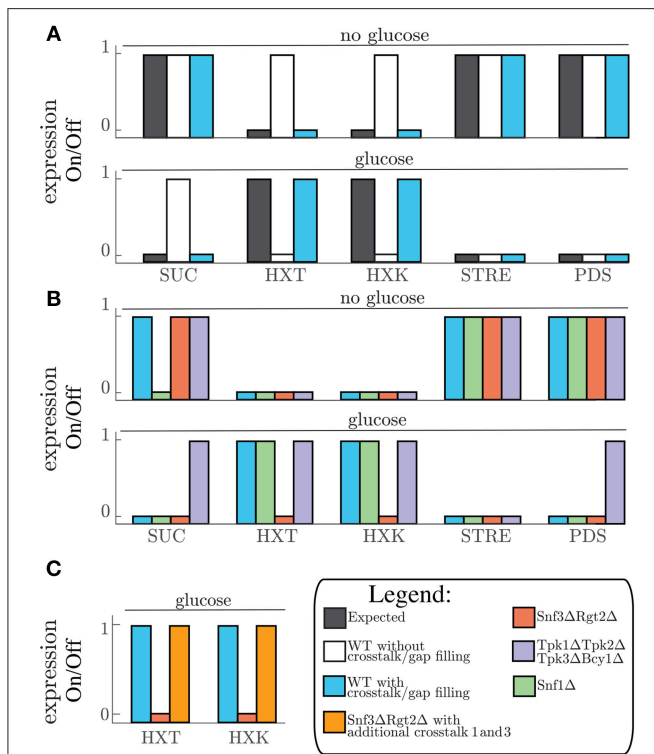 A
no glucose
1
0
glucose
1
0
expression
On/Off
SUC HXT HXK STRE PDS
B
no glucose
1
0
glucose
1
0
expression
On/Off
SUC HXT HXK STRE PDS
C
glucose
1
0
expression
On/Off
HXT HXK
Legend:
Expected
WT without
crosstalk/gap filling
WT with
crosstalk/gap filling
Snf3ΔRgt2Δ with
additional crosstalk 1and3
Snf3ΔRgt2Δ
Tpk1ΔTpk2Δ
Tpk3ΔBcy1Δ
Snf1Δ